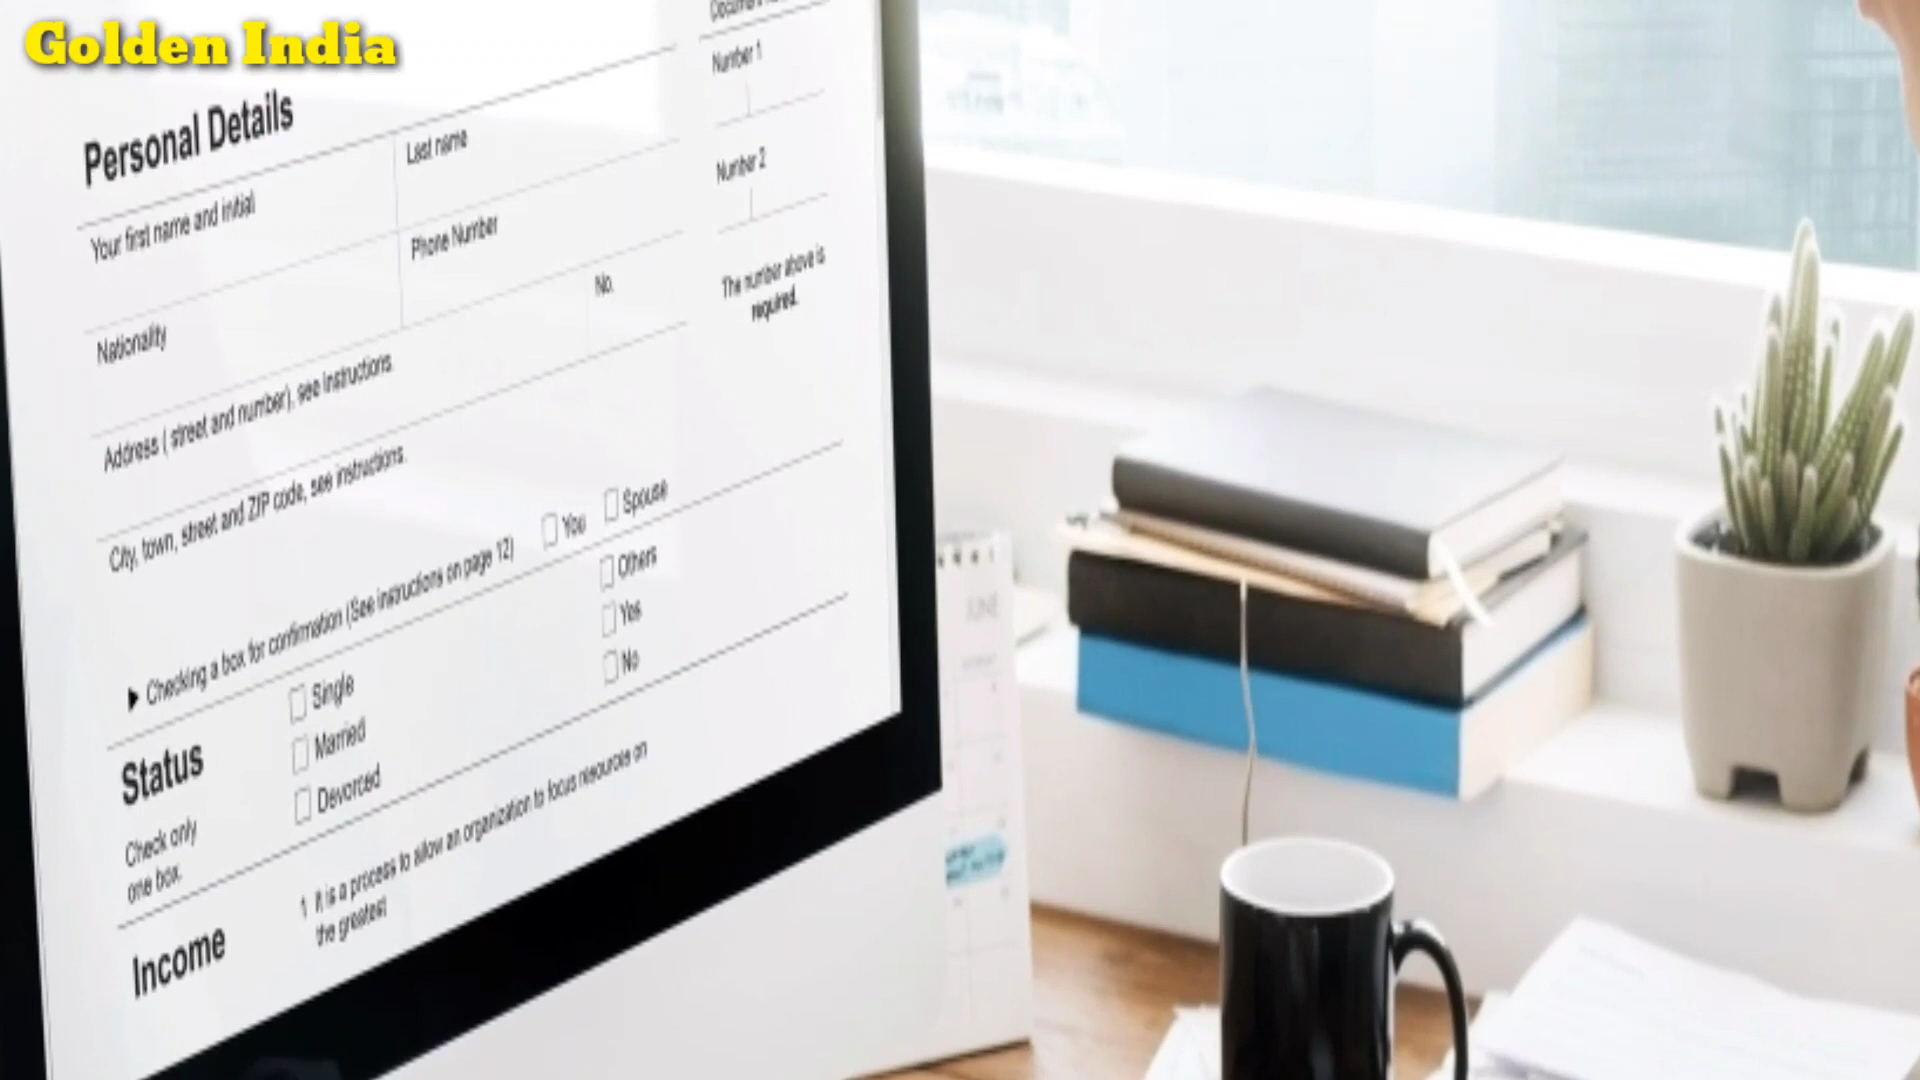 Golden India
Number 1
Personal Details
Last name
Your first name and initial
Number 2
Phone Number
Nationality
No.
The number above is
required.
Address ( street and number), see instructions.
City, town, street and ZIP code, see instructions.
▶ Checking a box for confirmation (See instructions on page 12)
You
Spouse
Others
Yes
No
Status
Single
Married
Devorced
Check only
one box.
Income
1 It is a process to allow an organization to focus resources on
the greatest
JUNE